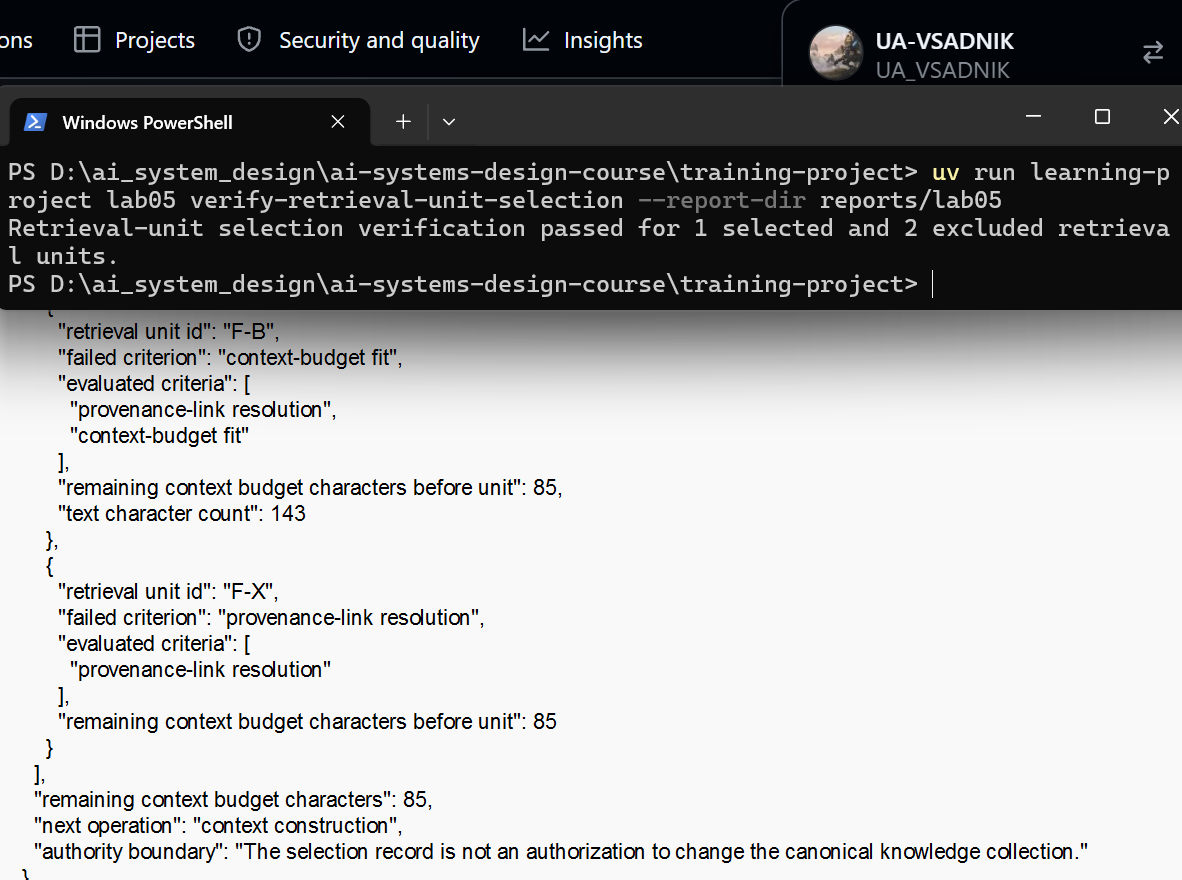 ons Projects Security and quality Insights
UA-VSADNIK
UA_VSADNIK
Windows PowerShell
PS D:\ai_system_design\ai-systems-design-course\training-project> uv run learning-p
roject lab05 verify-retrieval-unit-selection --report-dir reports/lab05
Retrieval-unit selection verification passed for 1 selected and 2 excluded retrieva
l units.
PS D:\ai_system_design\ai-systems-design-course\training-project>
{
"retrieval unit id": "F-B",
"failed criterion": "context-budget fit",
"evaluated criteria": [
"provenance-link resolution",
"context-budget fit"
],
"remaining context budget characters before unit": 85,
"text character count": 143
},
{
"retrieval unit id": "F-X",
"failed criterion": "provenance-link resolution",
"evaluated criteria": [
"provenance-link resolution"
],
"remaining context budget characters before unit": 85
}
],
"remaining context budget characters": 85,
"next operation": "context construction",
"authority boundary": "The selection record is not an authorization to change the canonical knowledge collection."
}